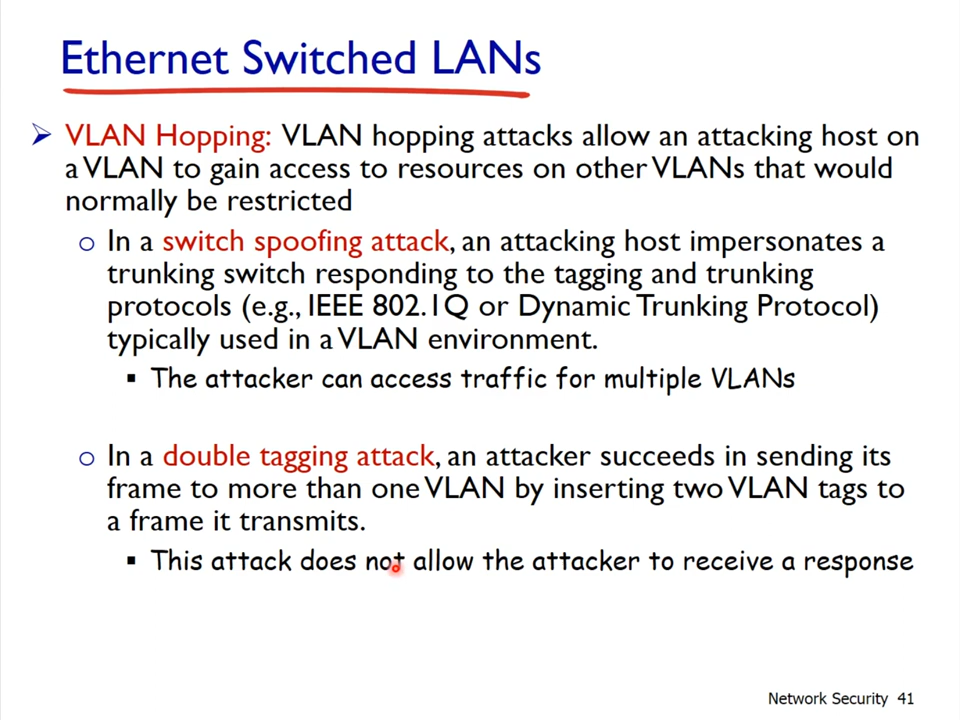 Ethernet Switched LANs
➤ VLAN Hopping: VLAN hopping attacks allow an attacking host on
a VLAN to gain access to resources on other VLANs that would
normally be restricted
o In a switch spoofing attack, an attacking host impersonates a
trunking switch responding to the tagging and trunking
protocols (e.g., IEEE 802.1Q or Dynamic Trunking Protocol)
typically used in a VLAN environment.
▪ The attacker can access traffic for multiple VLANs
o In a double tagging attack, an attacker succeeds in sending its
frame to more than one VLAN by inserting two VLAN tags to
a frame it transmits.
▪ This attack does not allow the attacker to receive a response
Network Security 41